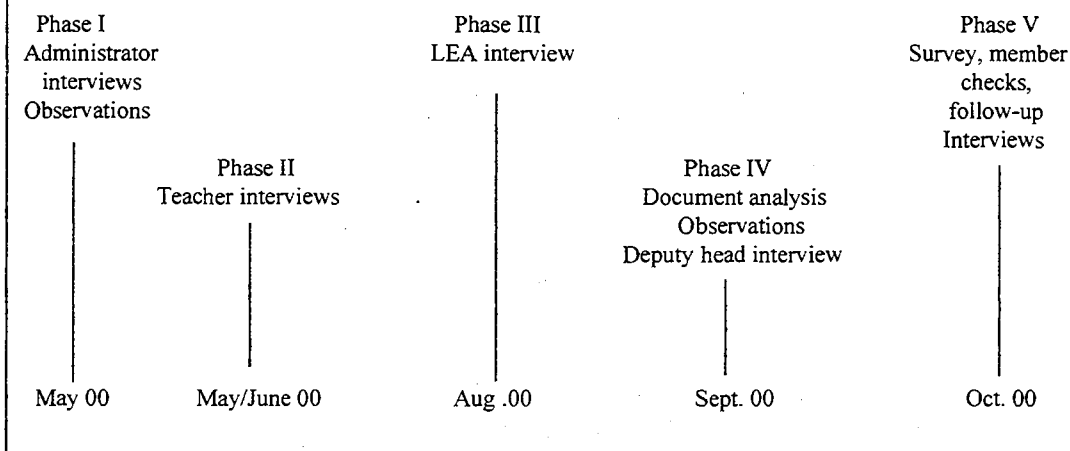 Phase I
Administrator
interviews
Observations
Phase II
Teacher interviews
Phase III
LEA interview
Phase IV
Document analysis
Observations
Deputy head interview
Phase V
Survey, member
checks,
follow-up
Interviews
May 00
May/June 00
Aug .00
Sept. 00
Oct. 00